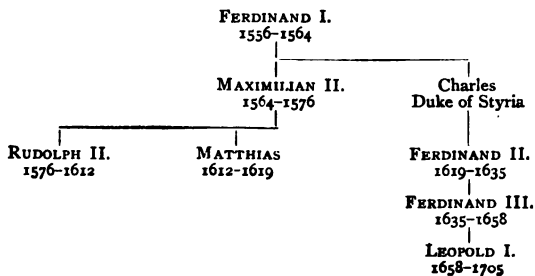 FERDINAND I.
1556–1564
MAXIMILIAN II.
1564–1576
Charles
Duke of Styria
RUDOLPH II.
1576–1612
MATTHIAS
1612–1619
FERDINAND II.
1619–1635
FERDINAND III.
1635–1658
LEOPOLD I.
1658–1705